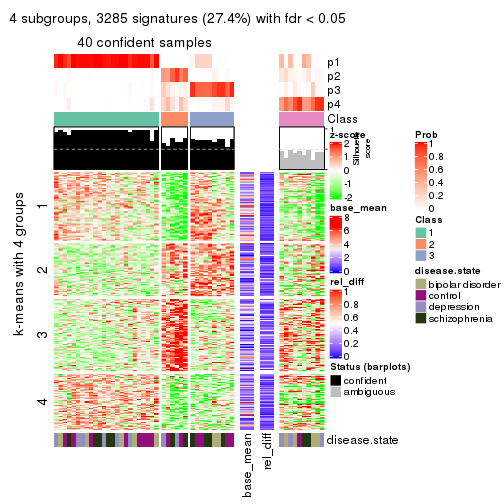 4 subgroups, 3285 signatures (27.4%) with fdr < 0.05
40 confident samples
p1
p2
p3
p4
Class
1
Silhouette
score
k-means with 4 groups
1
2
3
4
disease.state
base_mean
rel_diff
z-score
2
1
0
-1
-2
base_mean
8
6
4
2
0
rel_diff
1
0.8
0.6
0.4
0.2
0
Status (barplots)
confident
ambiguous
Prob
1
0.8
0.6
0.4
0.2
0
Class
1
2
3
disease.state
bipolar disorder
control
depression
schizophrenia